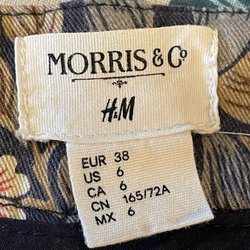 MORRIS & Co
H&M
EUR 38
US 6
CA 6
CN 165/72A
MX 6